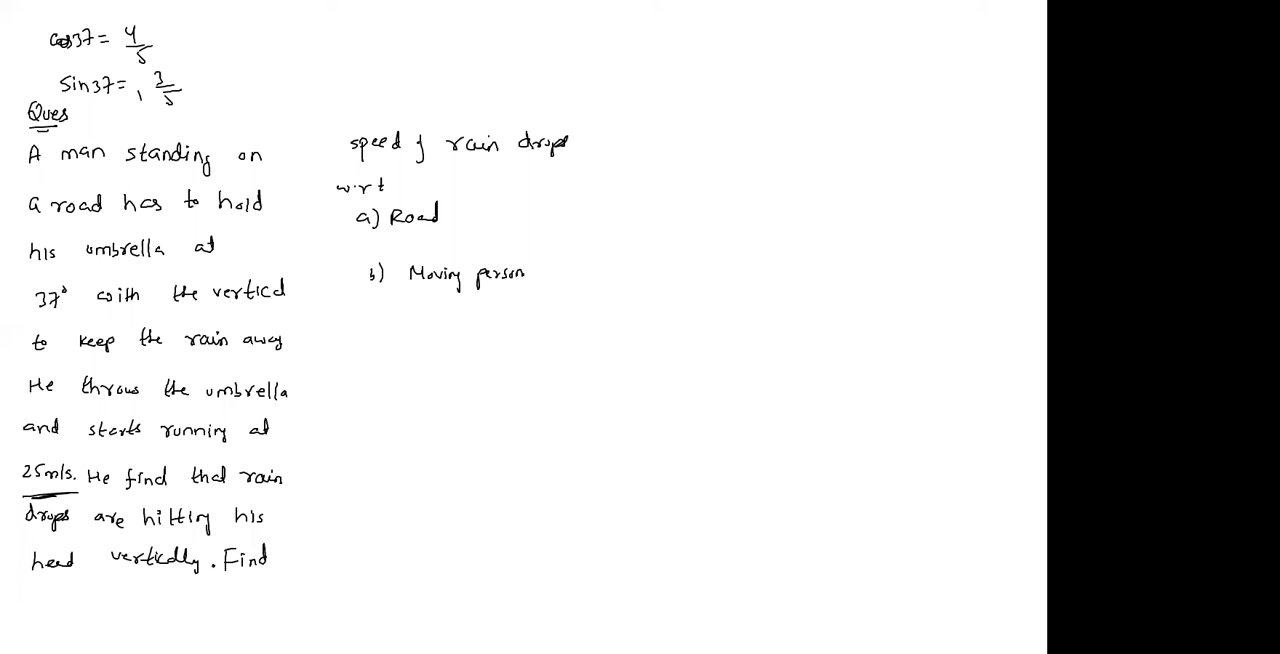 cos37 = 4/5
sin37 = 3/5
Ques
A man standing on
a road has to hold
his umbrella at
37° with the vertical
to keep the rain away
He throws the umbrella
and starts running at
25m/s. He find that rain
drops are hitting his
head vertically. Find
speed of rain drops
w.r.t
a) Road
b) Moving person